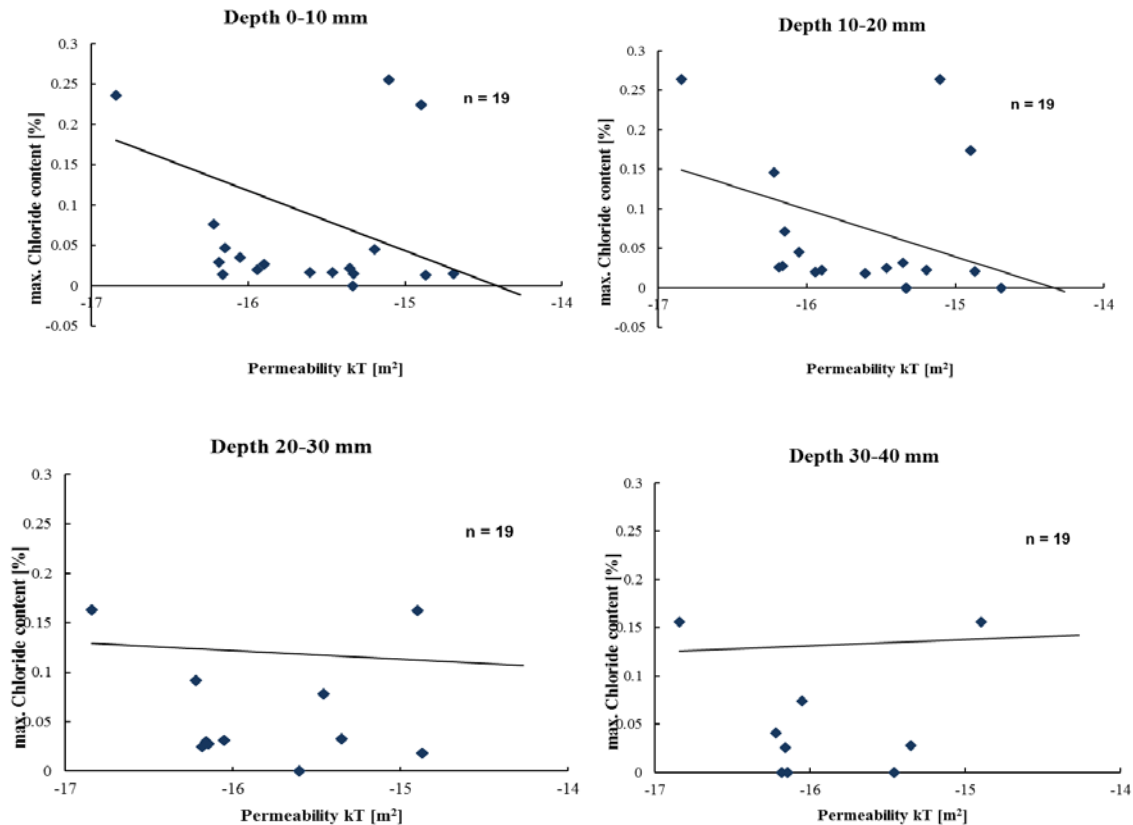 Depth 0-10 mm
max. Chloride content [%]
0.3
0.25
0.2
0.15
0.1
0.05
0
-0.05
-17
-16
-15
-14
n = 19
Permeability kT [m²]
Depth 10-20 mm
max. Chloride content [%]
0.3
0.25
0.2
0.15
0.1
0.05
0
-0.05
-17
-16
-15
-14
n = 19
Permeability kT [m²]
Depth 20-30 mm
max. Chloride content [%]
0.3
0.25
0.2
0.15
0.1
0.05
0
-17
-16
-15
-14
n = 19
Permeability kT [m²]
Depth 30-40 mm
max. Chloride content [%]
0.3
0.25
0.2
0.15
0.1
0.05
0
-17
-16
-15
-14
n = 19
Permeability kT [m²]